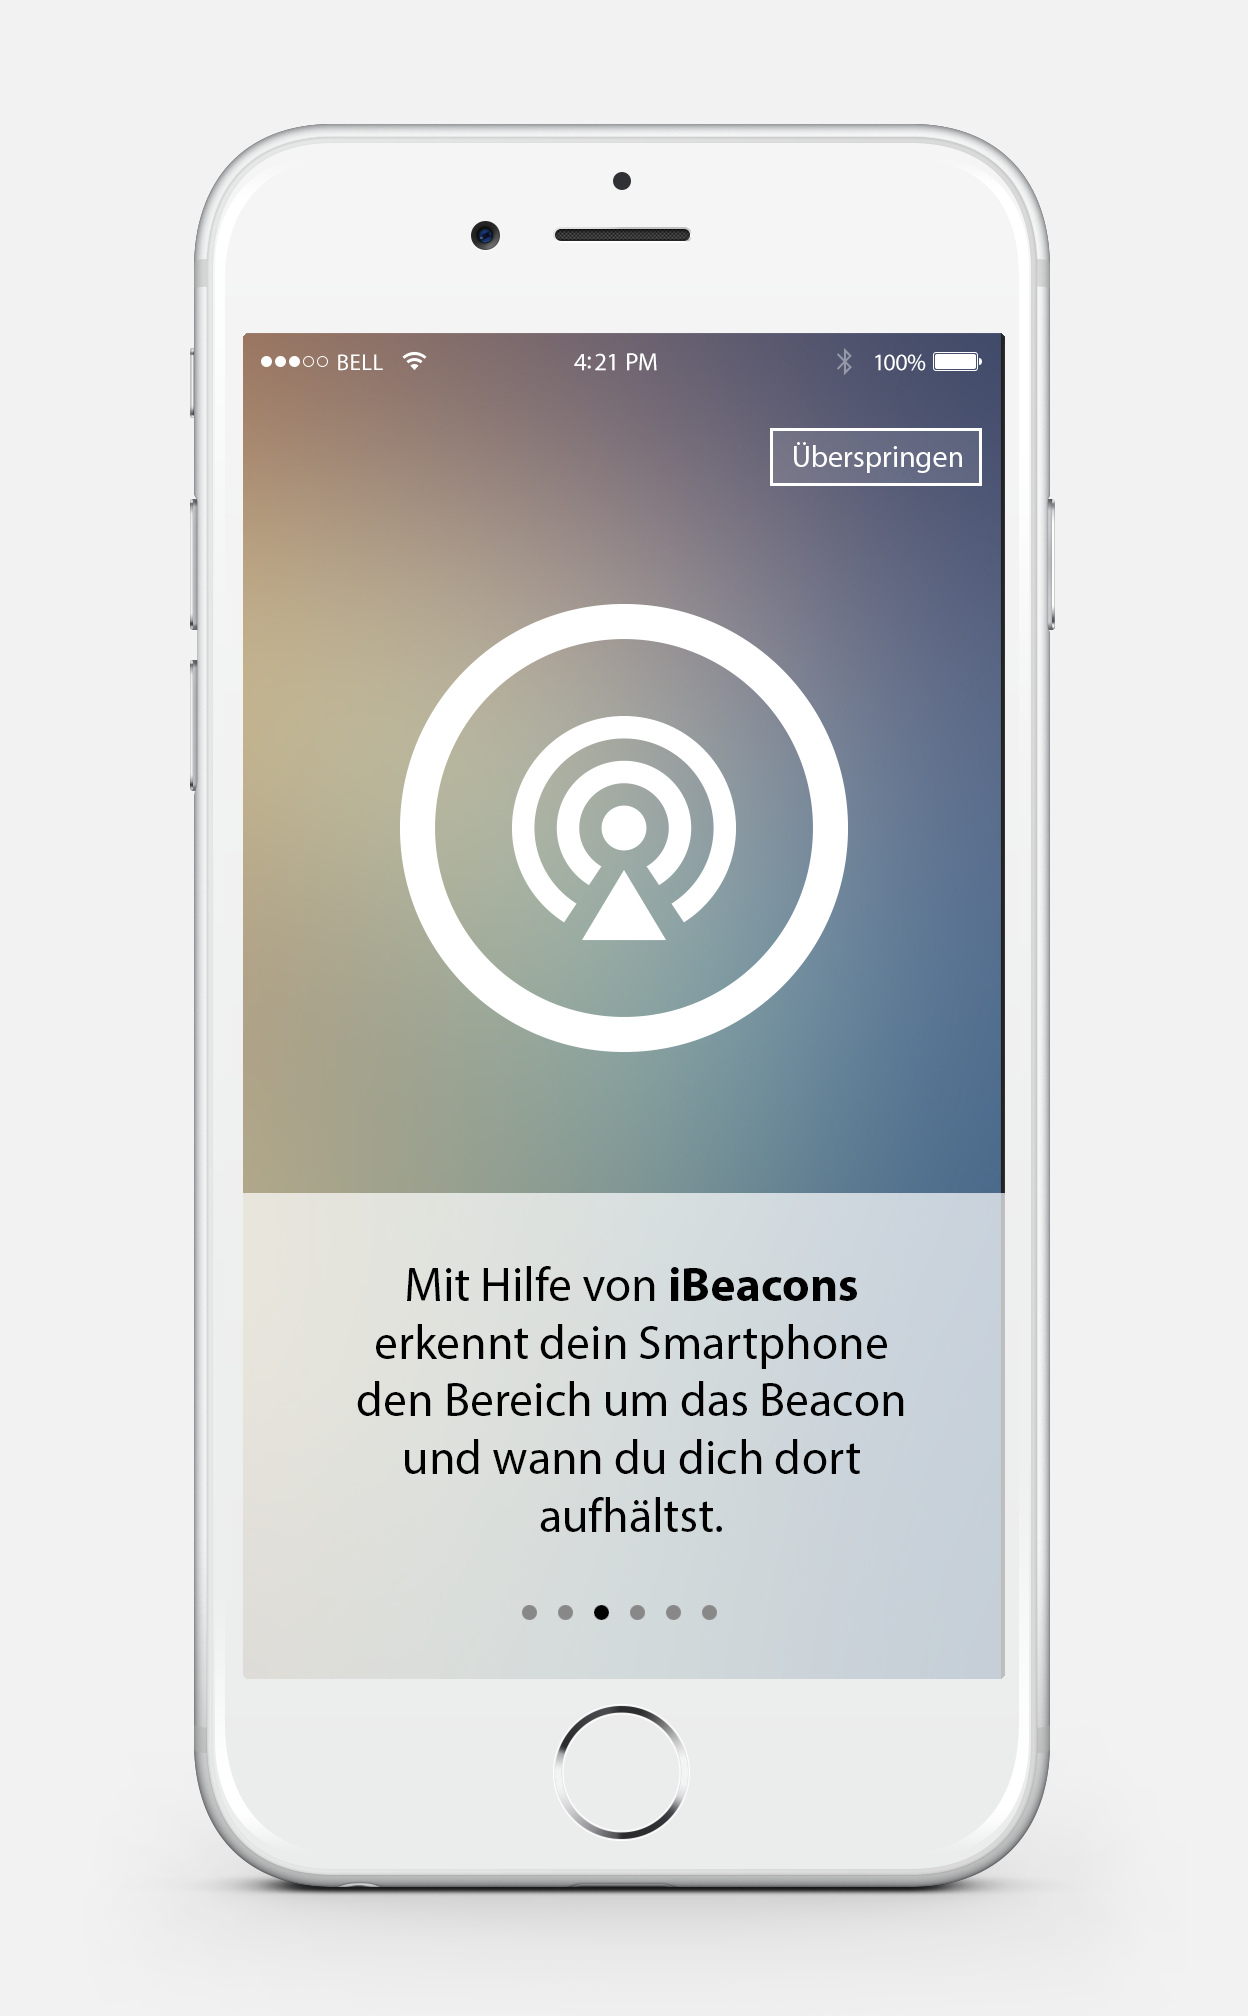 BELL 4:21 PM 100%
Überspringen
Mit Hilfe von iBeacons
erkennt dein Smartphone
den Bereich um das Beacon
und wann du dich dort
aufhältst.